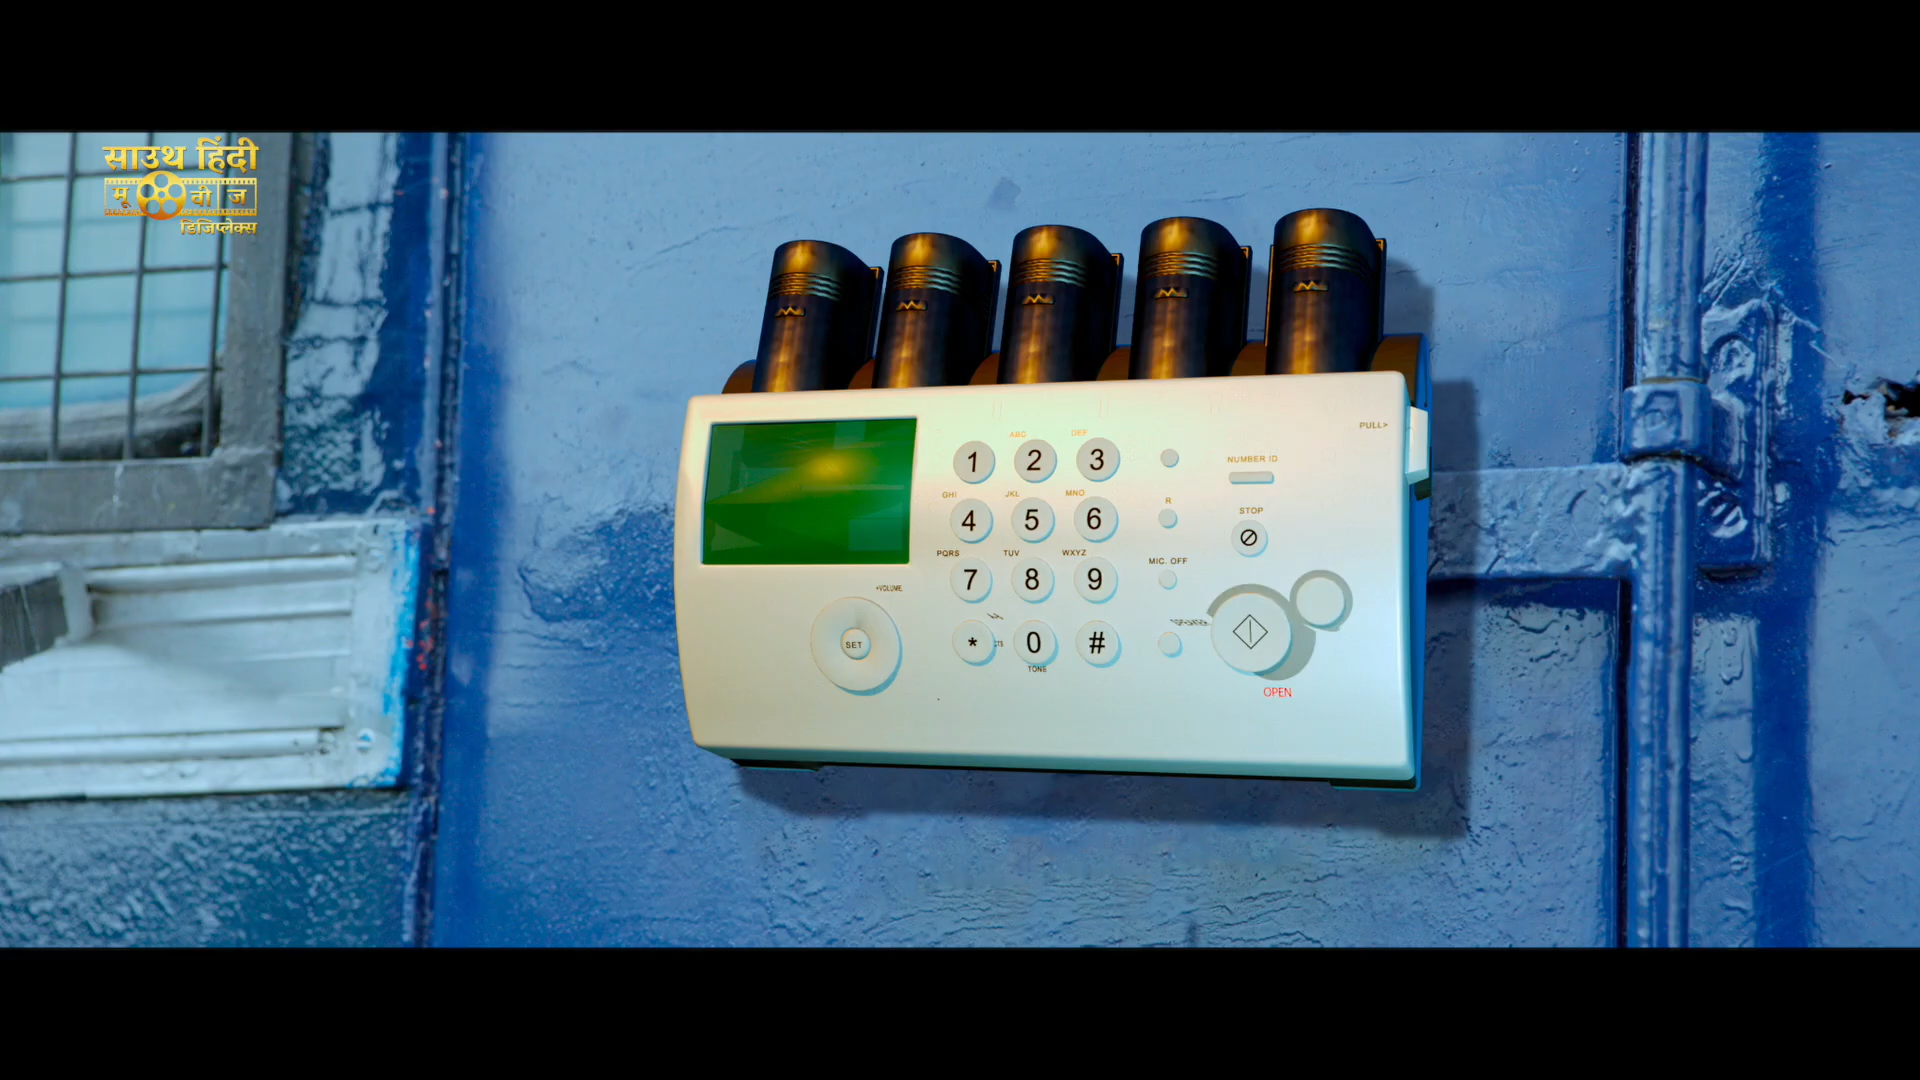 साउथ हिंदी
मूवीज
डिजिप्लेक्स
PULL>
ABC DEF
1 2 3
NUMBER ID
GHI JKL MNO
R
4 5 6
STOP
PQRS TUV WXYZ
MIC. OFF
7 8 9
+VOLUME
SET
* 0 #
TONE
OPEN